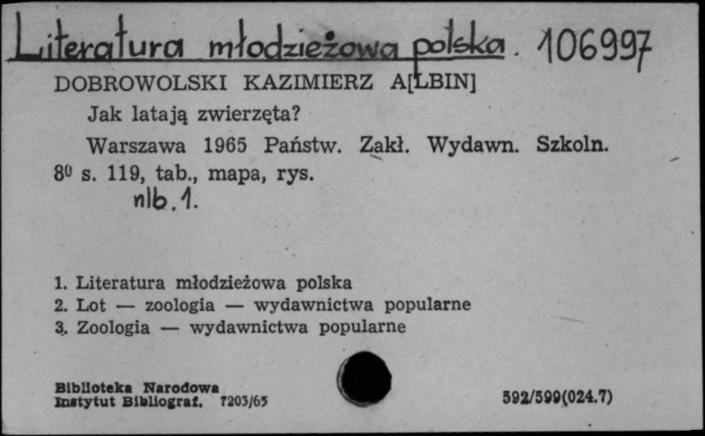 Literatura młodzieżowa polska. 106997
DOBROWOLSKI KAZIMIERZ A[LBIN]
Jak latają zwierzęta?
Warszawa 1965 Państw. Zakł. Wydawn. Szkoln.
8⁰ s. 119, tab., mapa, rys.
nlb. 1.
1. Literatura młodzieżowa polska
2. Lot — zoologia — wydawnictwa popularne
3. Zoologia — wydawnictwa popularne
Biblioteka Narodowa
Instytut Bibliograf. 7203/65
592/599(024.7)